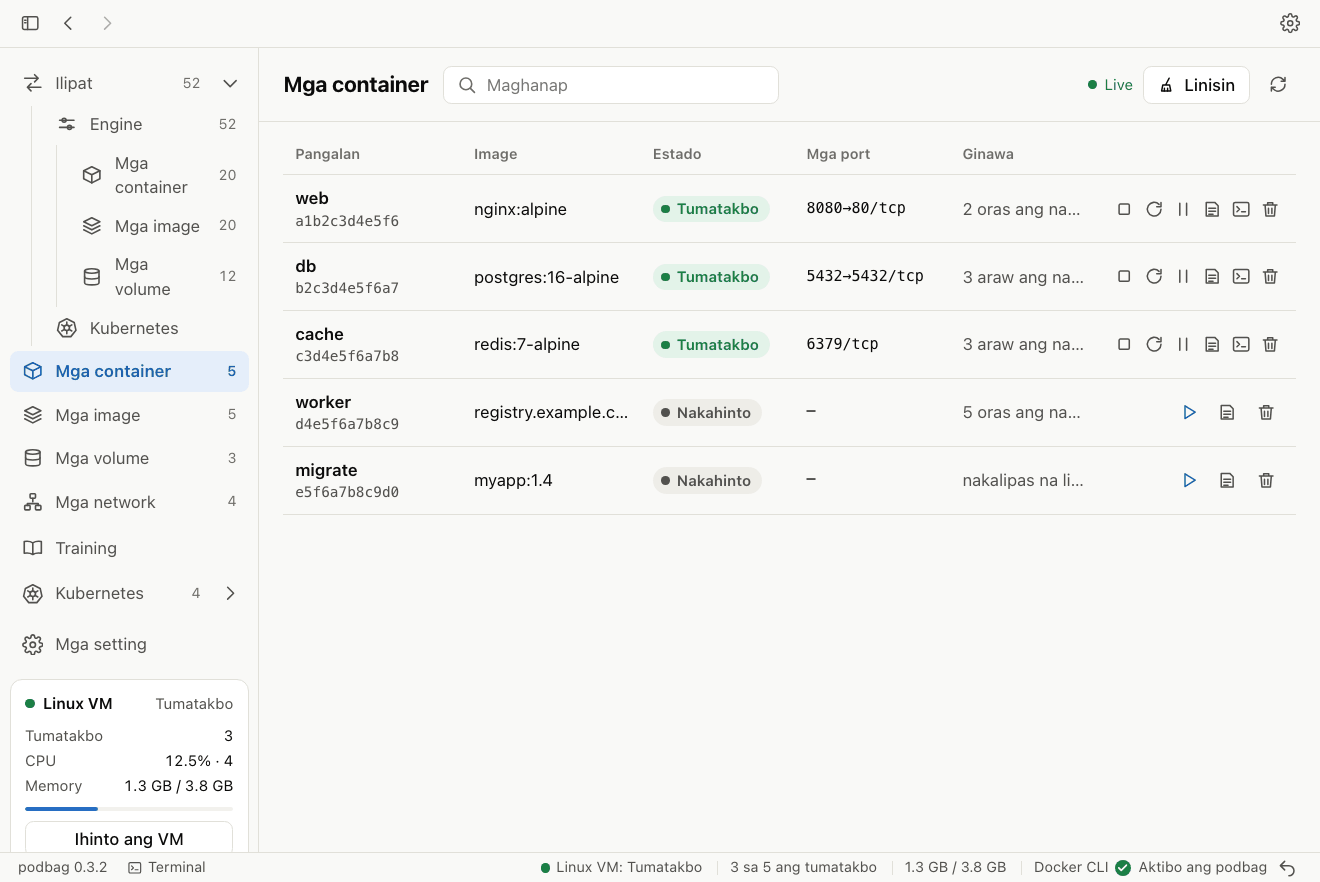 Ilipat 52
Engine 52
Mga container 20
Mga image 20
Mga volume 12
Kubernetes
Mga container 5
Mga image 5
Mga volume 3
Mga network 4
Training
Kubernetes 4
Mga setting
Linux VM Tumatakbo
Tumatakbo 3
CPU 12.5% · 4
Memory 1.3 GB / 3.8 GB
Ihinto ang VM
Mga container
Maghanap
Live
Linisin
Pangalan Image Estado Mga port Ginawa
web
a1b2c3d4e5f6
nginx:alpine Tumatakbo 8080→80/tcp 2 oras ang na...
db
b2c3d4e5f6a7
postgres:16-alpine Tumatakbo 5432→5432/tcp 3 araw ang na...
cache
c3d4e5f6a7b8
redis:7-alpine Tumatakbo 6379/tcp 3 araw ang na...
worker
d4e5f6a7b8c9
registry.example.c... Nakahinto – 5 oras ang na...
migrate
e5f6a7b8c9d0
myapp:1.4 Nakahinto – nakalipas na li...
podbag 0.3.2 Terminal Linux VM: Tumatakbo 3 sa 5 ang tumatakbo 1.3 GB / 3.8 GB Docker CLI Aktibo ang podbag